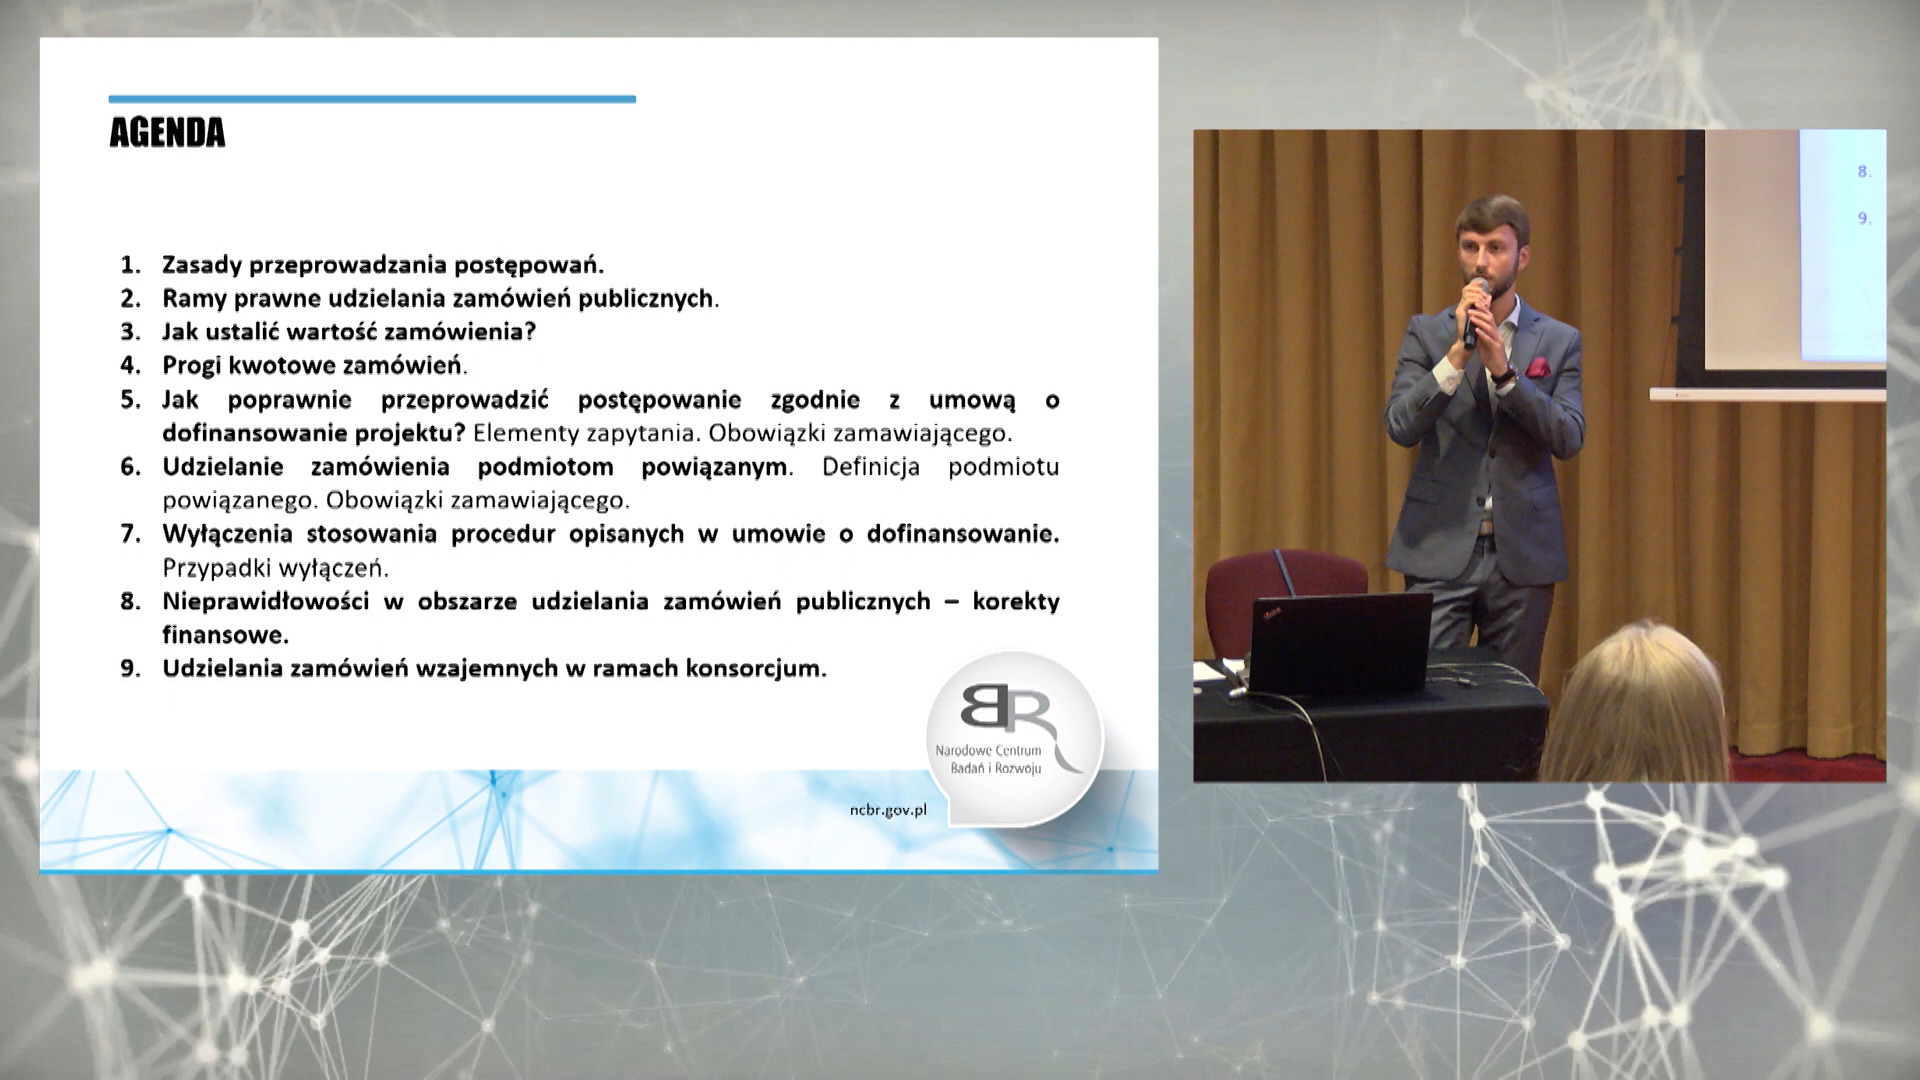 AGENDA
1. Zasady przeprowadzania postępowań.
2. Ramy prawne udzielania zamówień publicznych.
3. Jak ustalić wartość zamówienia?
4. Progi kwotowe zamówień.
5. Jak poprawnie przeprowadzić postępowanie zgodnie z umową o
dofinansowanie projektu? Elementy zapytania. Obowiązki zamawiającego.
6. Udzielanie zamówienia podmiotom powiązanym. Definicja podmiotu
powiązanego. Obowiązki zamawiającego.
7. Wyłączenia stosowania procedur opisanych w umowie o dofinansowanie.
Przypadki wyłączeń.
8. Nieprawidłowości w obszarze udzielania zamówień publicznych – korekty
finansowe.
9. Udzielania zamówień wzajemnych w ramach konsorcjum.
BR
Narodowe Centrum
Badań i Rozwoju
ncbr.gov.pl
8.
9.